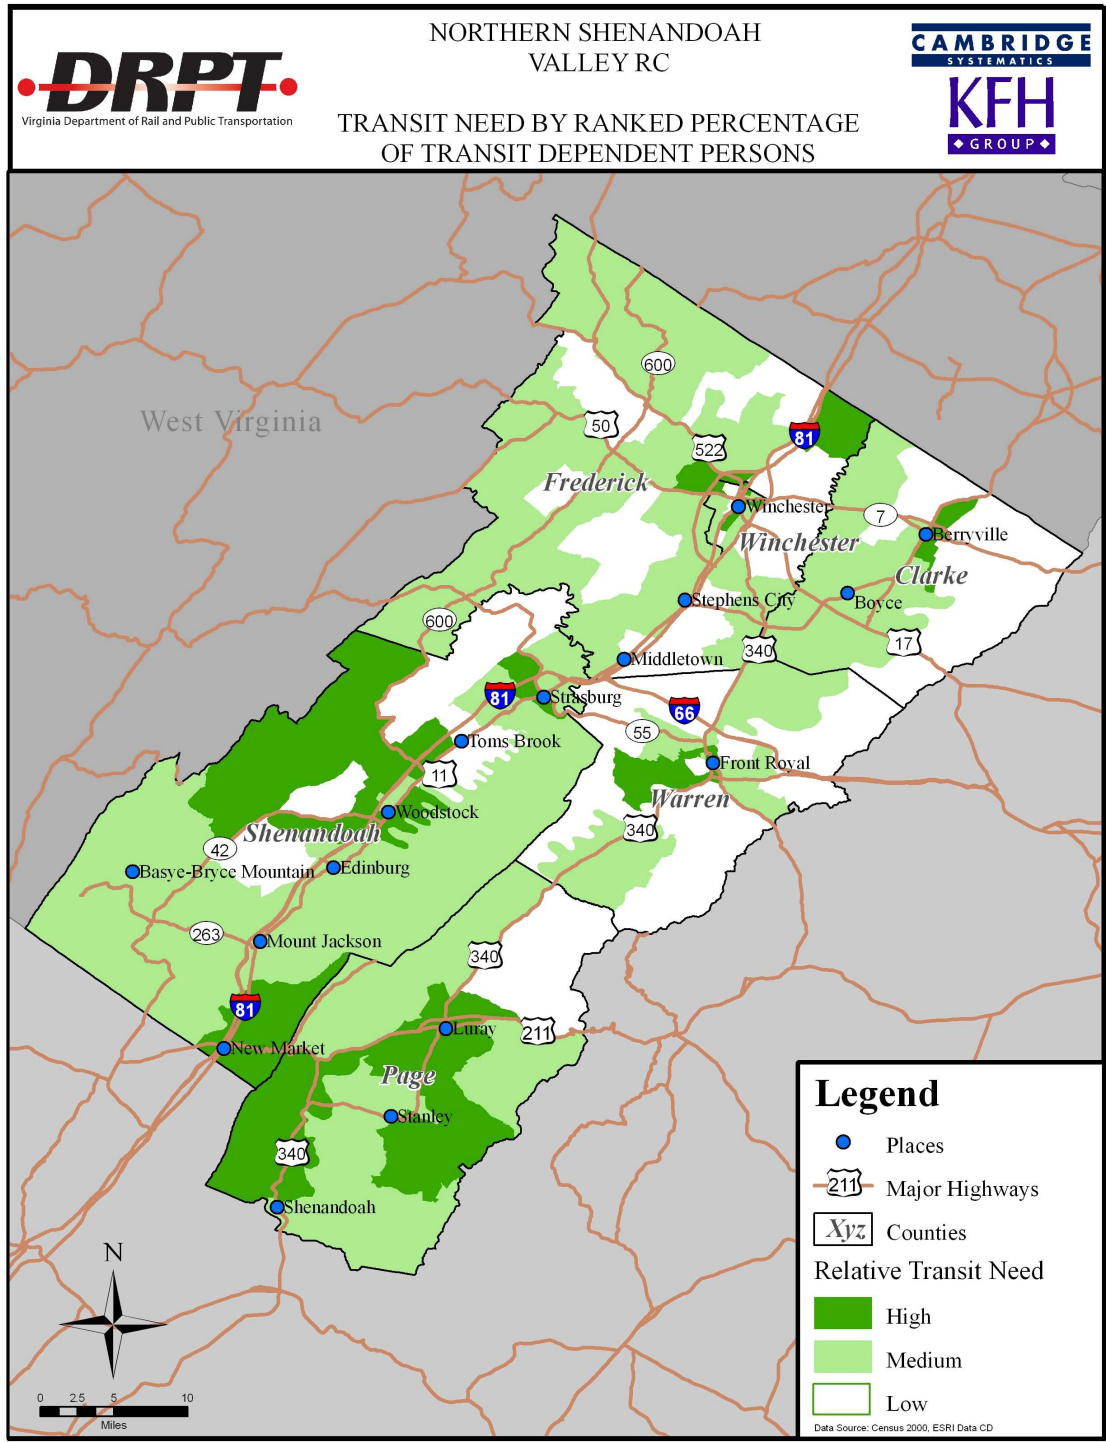 DRPT
Virginia Department of Rail and Public Transportation
NORTHERN SHENANDOAH
VALLEY RC
TRANSIT NEED BY RANKED PERCENTAGE
OF TRANSIT DEPENDENT PERSONS
CAMBRIDGE
SYSTEMATICS
KFH
GROUP
West Virginia
600
50
522
81
Frederick
Winchester
7
Berryville
Winchester
Clarke
Stephens City
Boyce
600
17
340
Middletown
81
Strasburg
66
55
Toms Brook
11
Front Royal
Warren
Woodstock
340
Shenandoah
42
Basye-Bryce Mountain
Edinburg
263
Mount Jackson
340
81
Luray
211
New Market
Page
Stanley
340
Shenandoah
N
0 2.5 5 10
Miles
Legend
Places
211 Major Highways
Xyz Counties
Relative Transit Need
High
Medium
Low
Data Source: Census 2000, ESRI Data CD